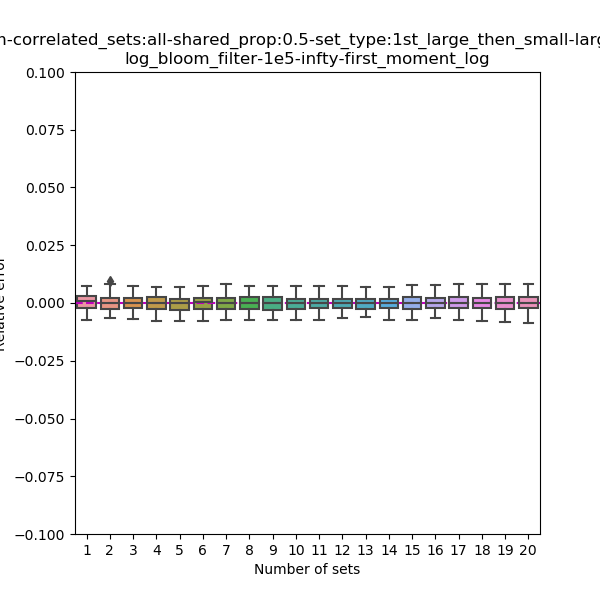 n-correlated_sets:all-shared_prop:0.5-set_type:1st_large_then_small-larg
log_bloom_filter-1e5-infty-first_moment_log
0.100
0.075
0.050
0.025
0.000
−0.025
−0.050
−0.075
−0.100
Relative error
1 2 3 4 5 6 7 8 9 10 11 12 13 14 15 16 17 18 19 20
Number of sets